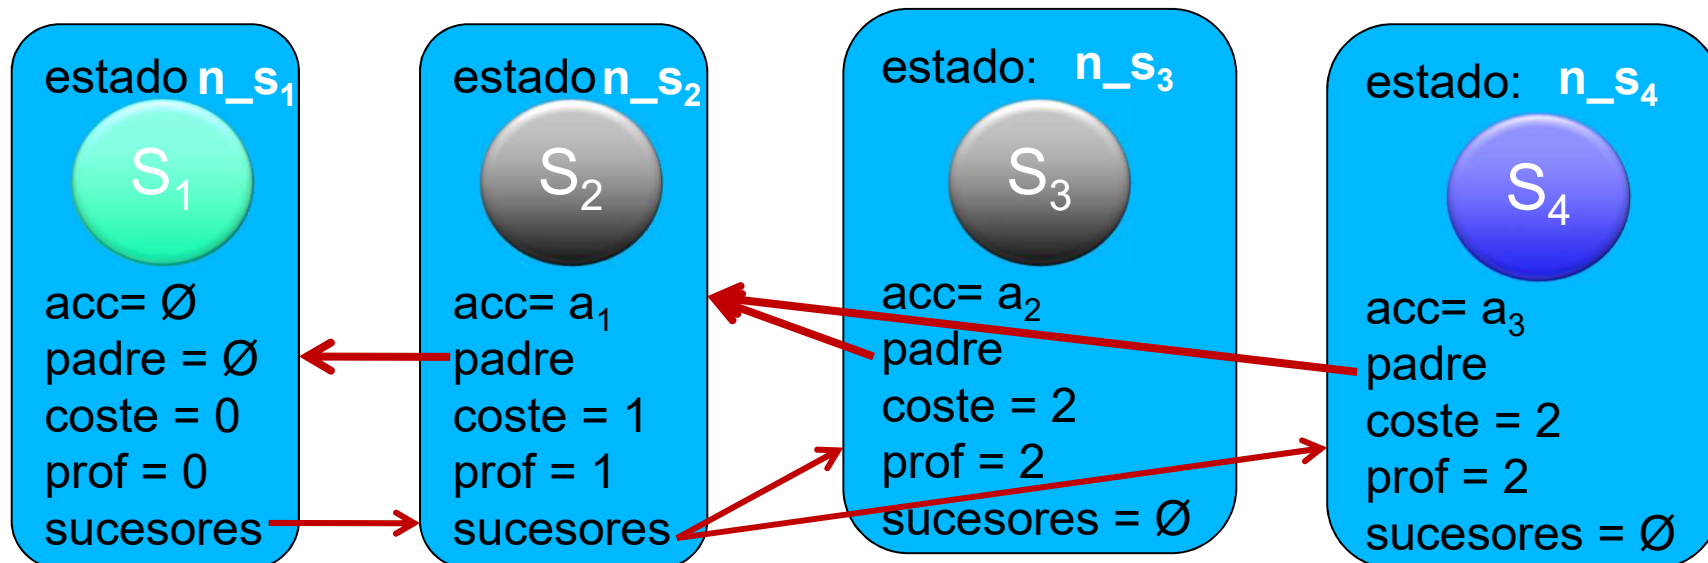 estado n_s₁
S₁
acc= Ø
padre = Ø
coste = 0
prof = 0
sucesores
estado n_s₂
S₂
acc= a₁
padre
coste = 1
prof = 1
sucesores
estado: n_s₃
S₃
acc= a₂
padre
coste = 2
prof = 2
sucesores = Ø
estado: n_s₄
S₄
acc= a₃
padre
coste = 2
prof = 2
sucesores = Ø